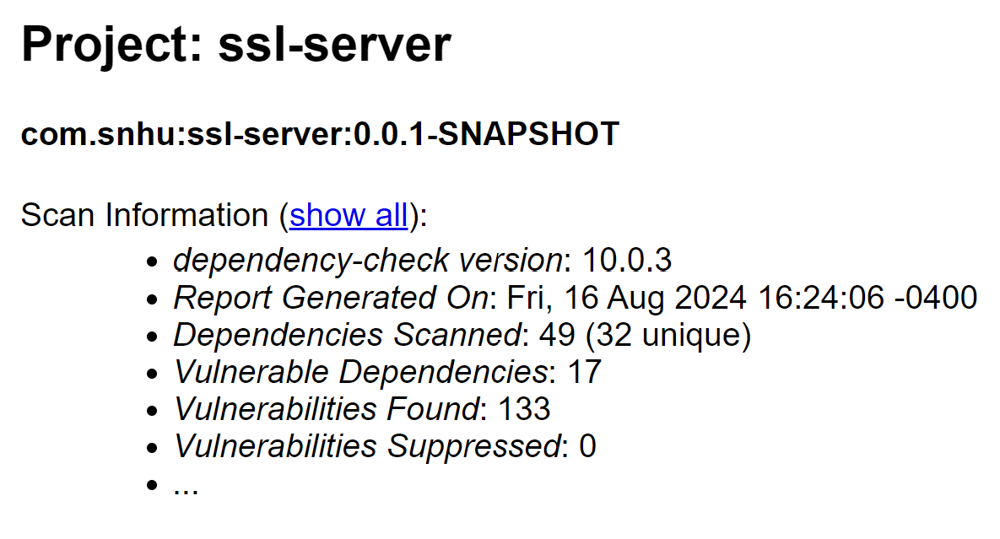 Project: ssl-server
com.snhu:ssl-server:0.0.1-SNAPSHOT
Scan Information (show all):
• dependency-check version: 10.0.3
• Report Generated On: Fri, 16 Aug 2024 16:24:06 -0400
• Dependencies Scanned: 49 (32 unique)
• Vulnerable Dependencies: 17
• Vulnerabilities Found: 133
• Vulnerabilities Suppressed: 0
• ...